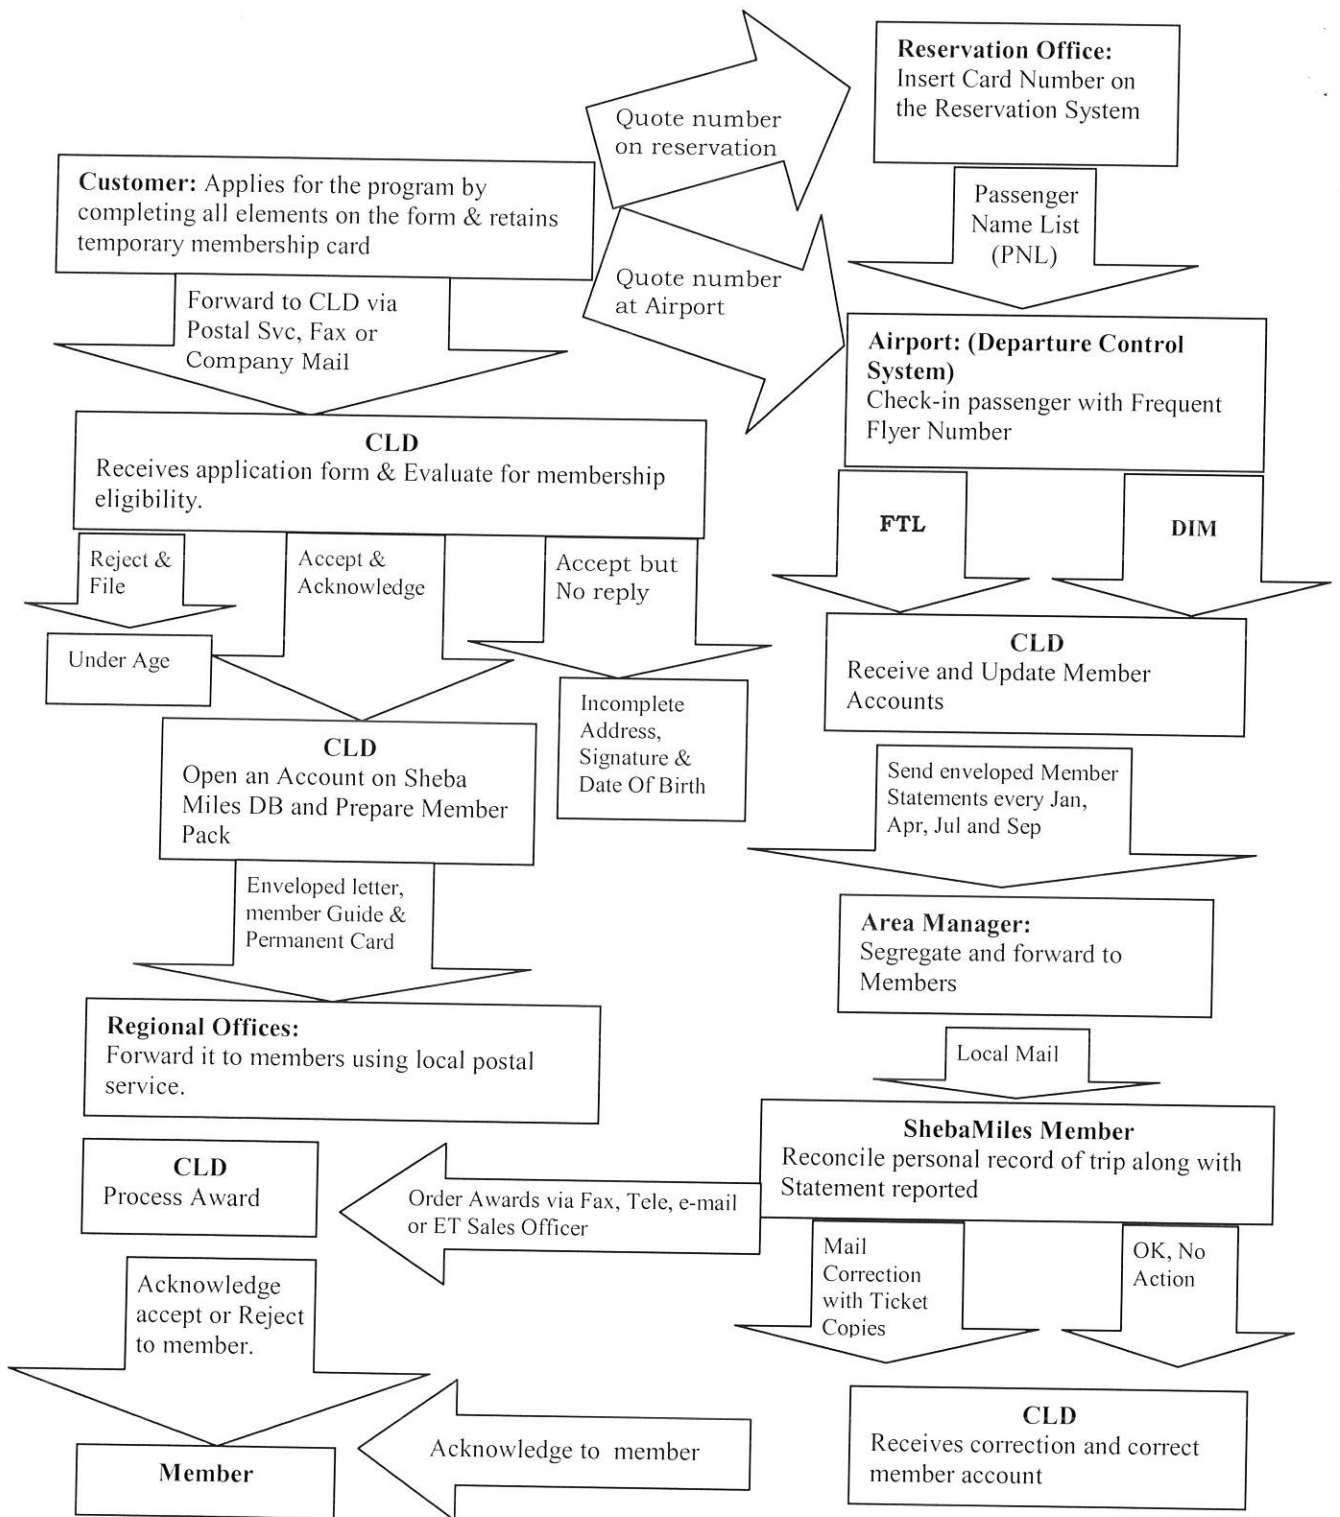 Reservation Office:
Insert Card Number on
the Reservation System
Quote number
on reservation
Customer: Applies for the program by
completing all elements on the form & retains
temporary membership card
Passenger
Name List
(PNL)
Quote number
at Airport
Forward to CLD via
Postal Svc, Fax or
Company Mail
Airport: (Departure Control
System)
Check-in passenger with Frequent
Flyer Number
CLD
Receives application form & Evaluate for membership
eligibility.
FTL
DIM
Reject &
File
Accept &
Acknowledge
Accept but
No reply
Under Age
CLD
Receive and Update Member
Accounts
Incomplete
Address,
Signature &
Date Of Birth
CLD
Open an Account on Sheba
Miles DB and Prepare Member
Pack
Send enveloped Member
Statements every Jan,
Apr, Jul and Sep
Enveloped letter,
member Guide &
Permanent Card
Area Manager:
Segregate and forward to
Members
Regional Offices:
Forward it to members using local postal
service.
Local Mail
ShebaMiles Member
Reconcile personal record of trip along with
Statement reported
CLD
Process Award
Order Awards via Fax, Tele, e-mail
or ET Sales Officer
Mail
Correction
with Ticket
Copies
OK, No
Action
Acknowledge
accept or Reject
to member.
CLD
Receives correction and correct
member account
Acknowledge to member
Member